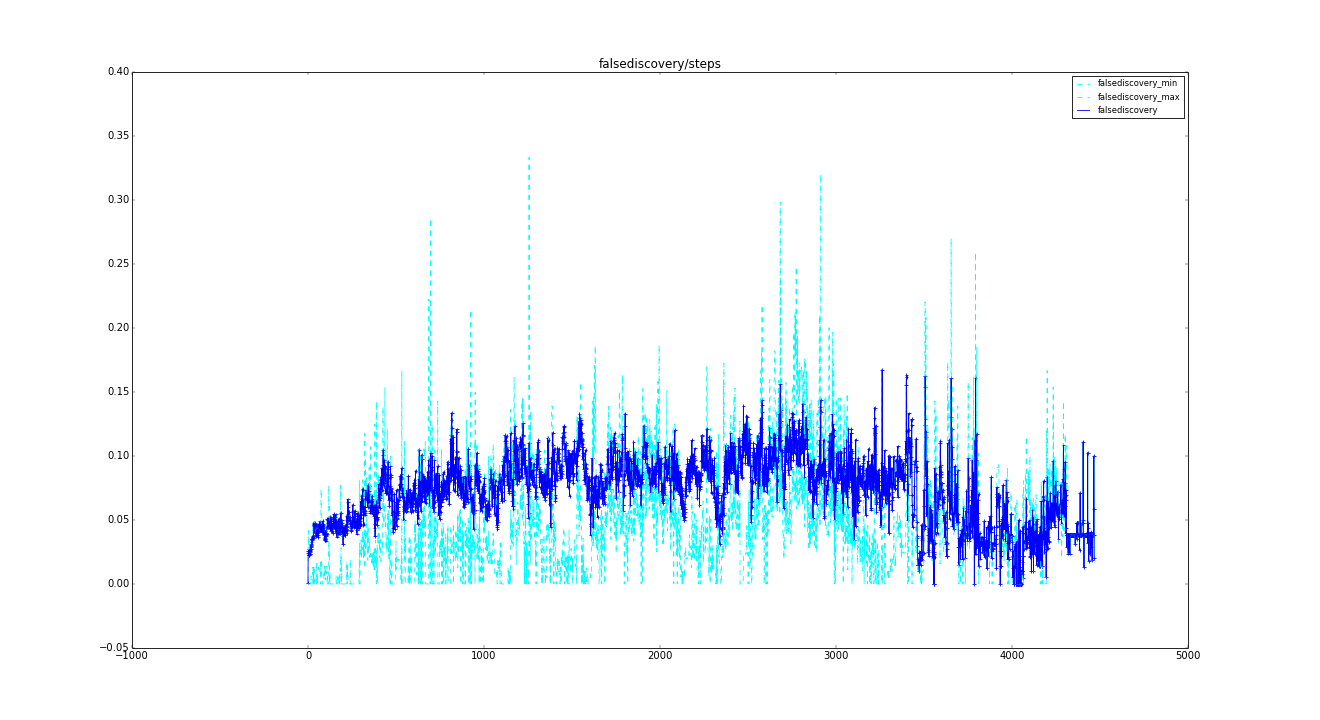 falsediscovery/steps
0.40
0.35
0.30
0.25
0.20
0.15
0.10
0.05
0.00
−0.05
falsediscovery_min
falsediscovery_max
falsediscovery
−1000 0 1000 2000 3000 4000 5000